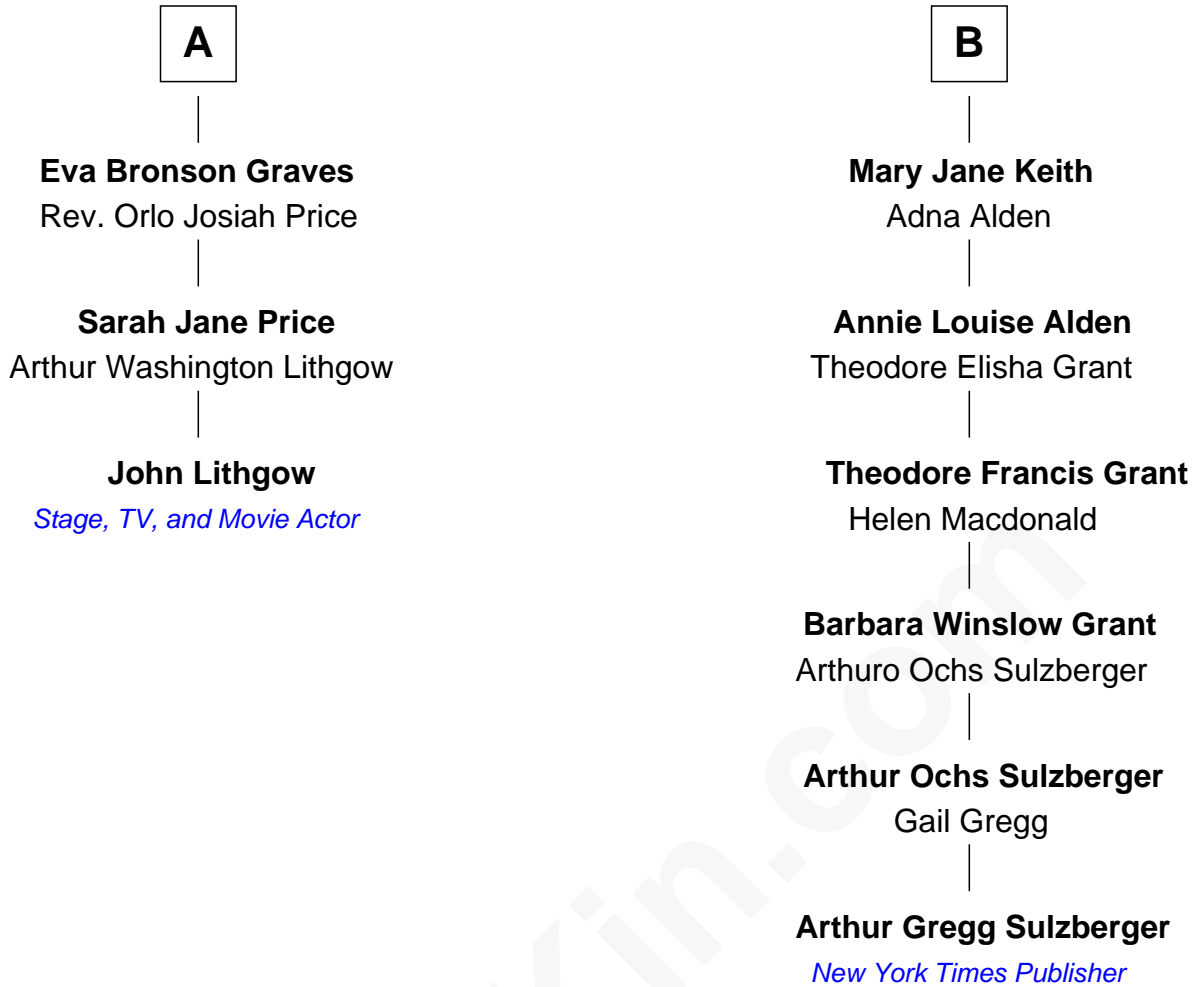 A
Eva Bronson Graves
Rev. Orlo Josiah Price
Sarah Jane Price
Arthur Washington Lithgow
John Lithgow
Stage, TV, and Movie Actor
B
Mary Jane Keith
Adna Alden
Annie Louise Alden
Theodore Elisha Grant
Theodore Francis Grant
Helen Macdonald
Barbara Winslow Grant
Arthuro Ochs Sulzberger
Arthur Ochs Sulzberger
Gail Gregg
Arthur Gregg Sulzberger
New York Times Publisher